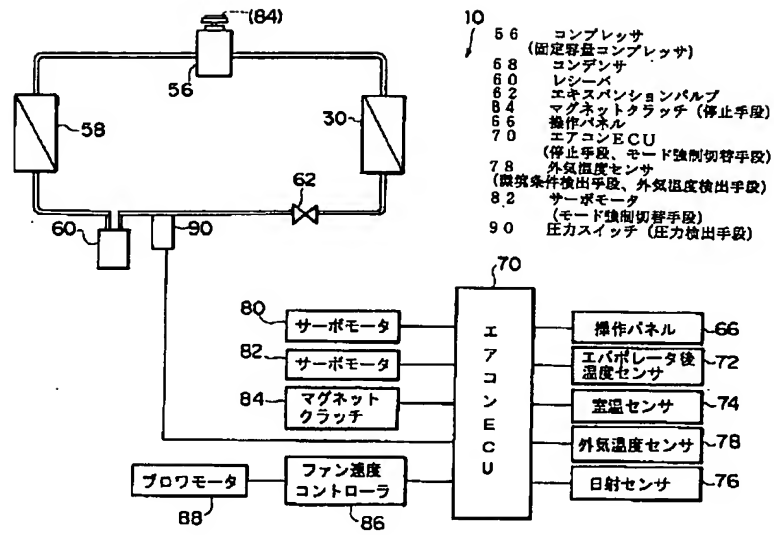 (84)
10
56 コンプレッサ
(固定容量コンプレッサ)
68 コンデンサ
60 レシーバ
62 エキスパンションバルブ
84 マグネットクラッチ(停止手段)
66 操作パネル
70 エアコンECU
(停止手段、モード強制切替手段)
78 外気温度センサ
(環境条件検出手段、外気温度検出手段)
82 サーボモータ
(モード強制切替手段)
90 圧力スイッチ(圧力検出手段)
56
58
30
62
60
90
70
エアコンECU
80 サーボモータ
82 サーボモータ
84 マグネット
クラッチ
ブロワモータ
88
ファン速度
コントローラ
86
操作パネル 66
エバポレータ後
温度センサ 72
室温センサ 74
外気温度センサ 78
日射センサ 76